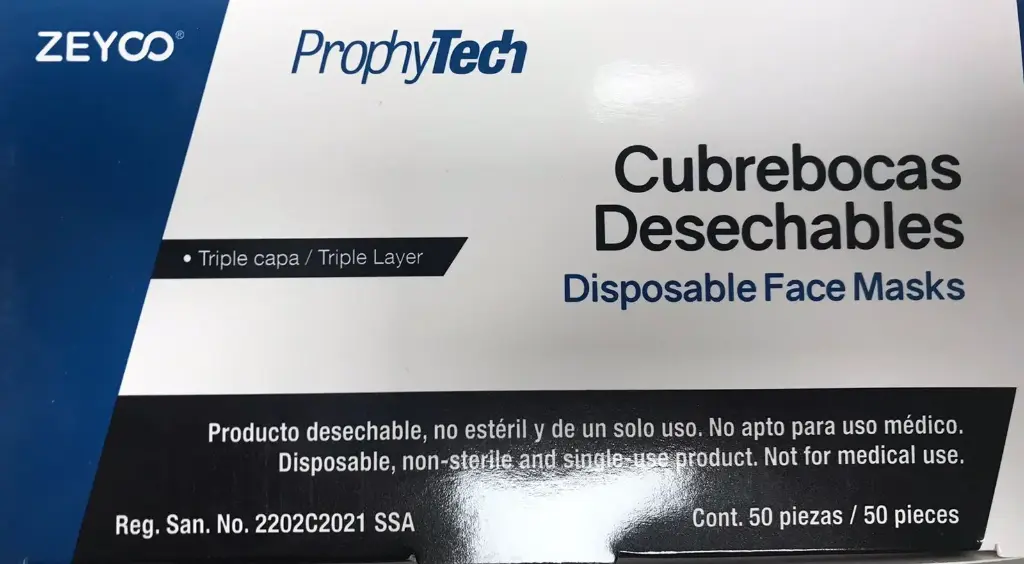 ZEYCO®
ProphyTech
Cubrebocas
Desechables
Disposable Face Masks
• Triple capa / Triple Layer
Producto desechable, no estéril y de un solo uso. No apto para uso médico.
Disposable, non-sterile and single-use product. Not for medical use.
Reg. San. No. 2202C2021 SSA
Cont. 50 piezas / 50 pieces